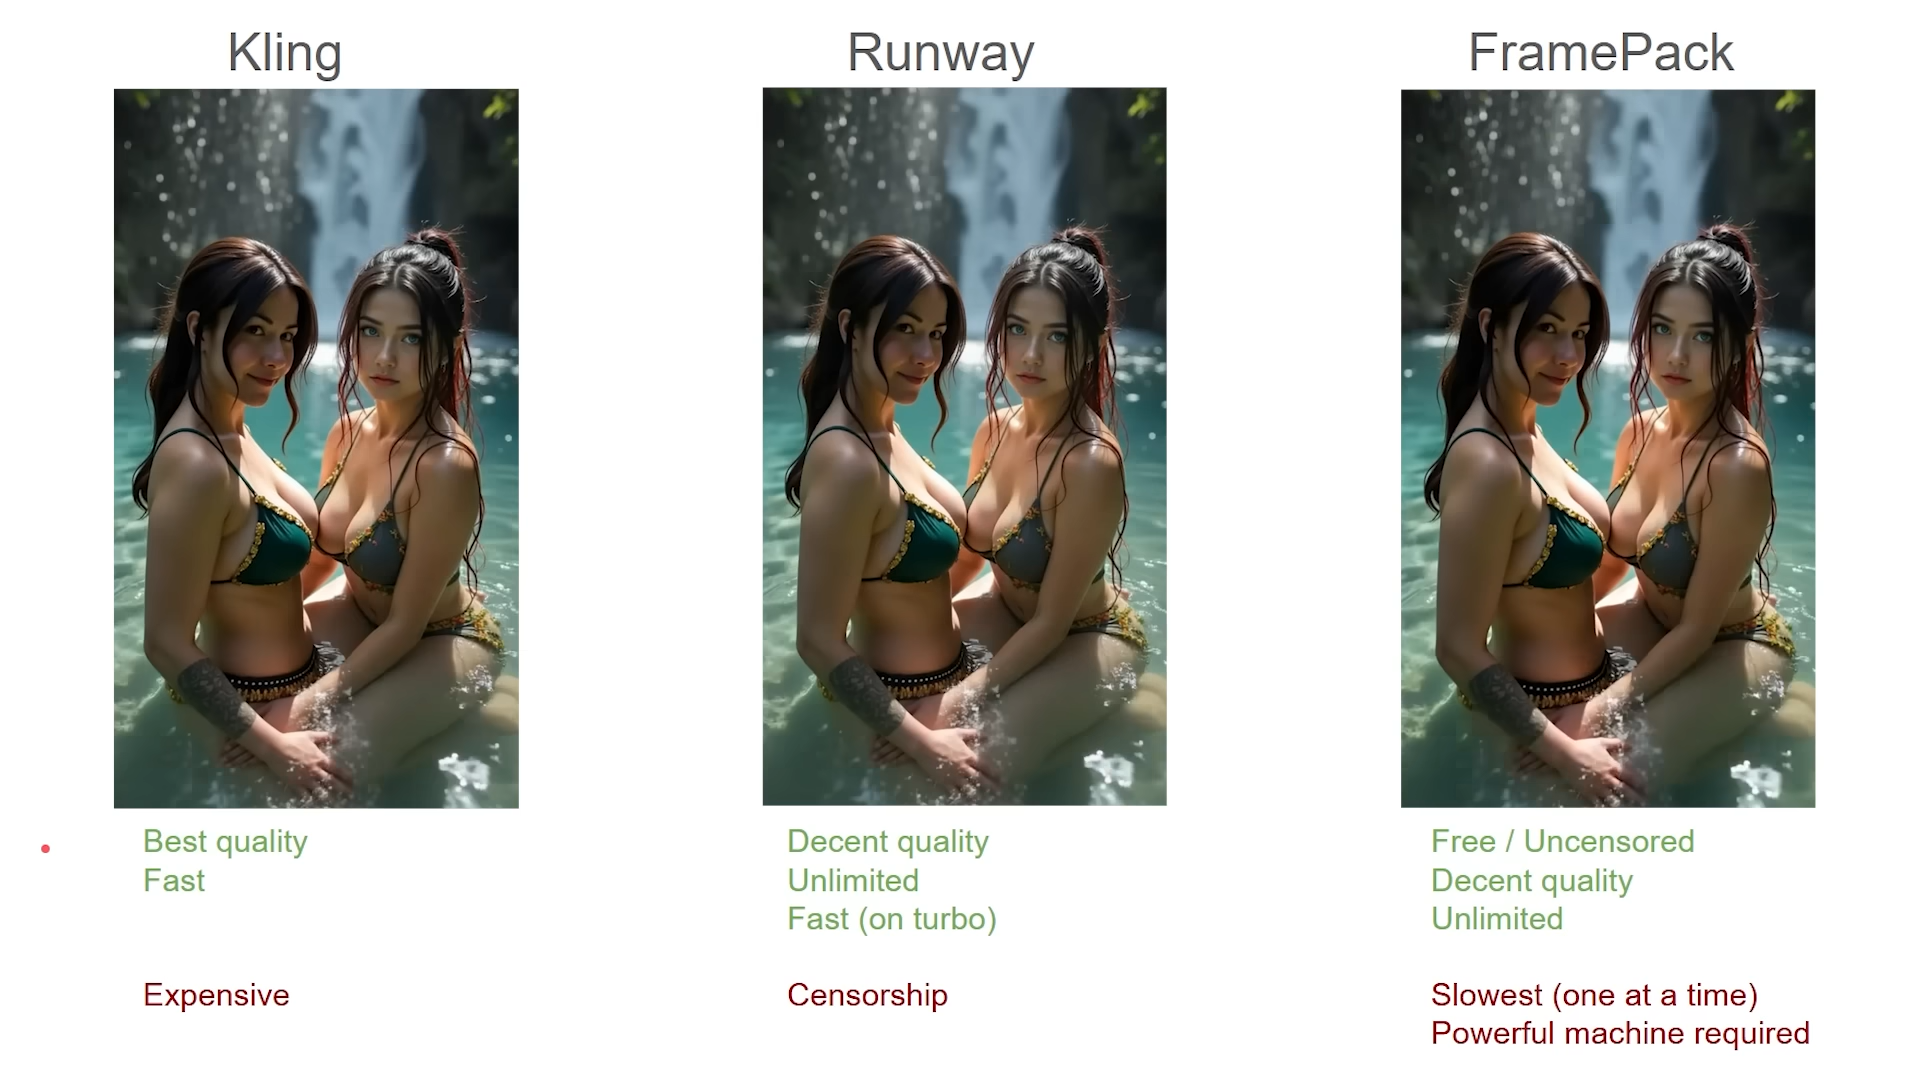 Kling
Runway
FramePack
Best quality
Fast
Expensive
Decent quality
Unlimited
Fast (on turbo)
Censorship
Free / Uncensored
Decent quality
Unlimited
Slowest (one at a time)
Powerful machine required